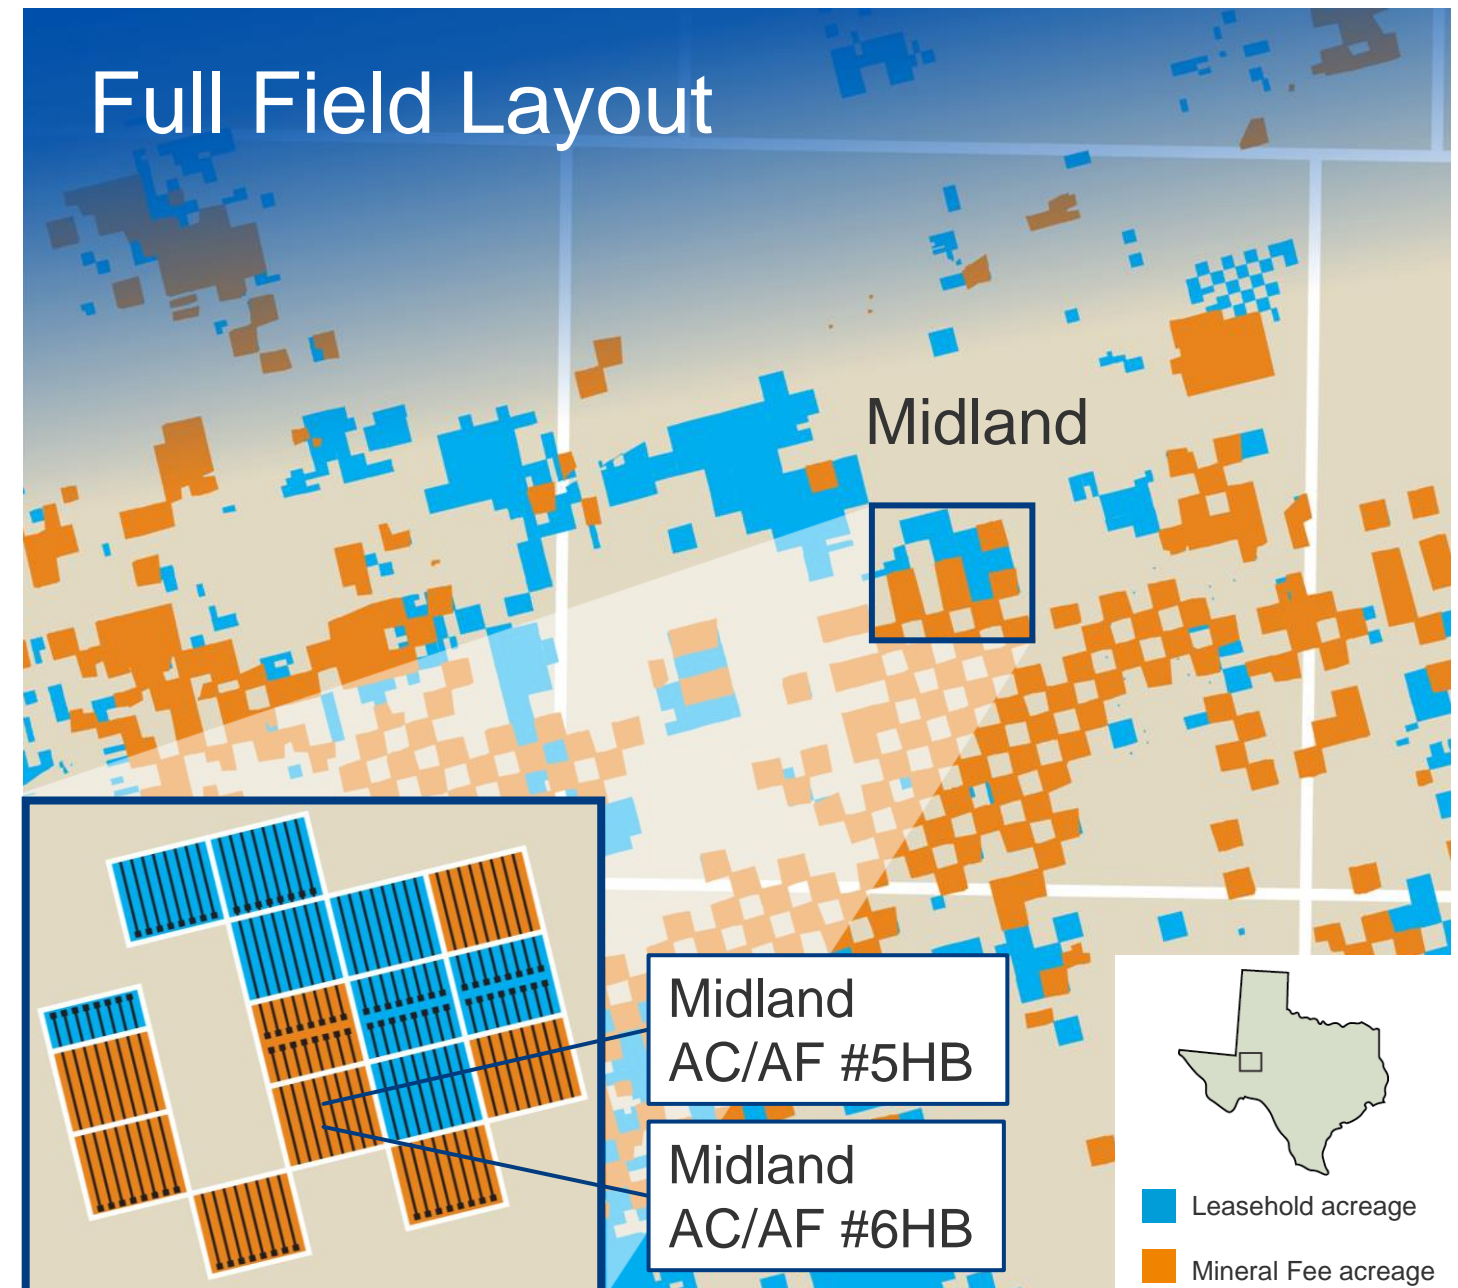 Full Field Layout
Midland
Midland
AC/AF #5HB
Midland
AC/AF #6HB
Leasehold acreage
Mineral Fee acreage